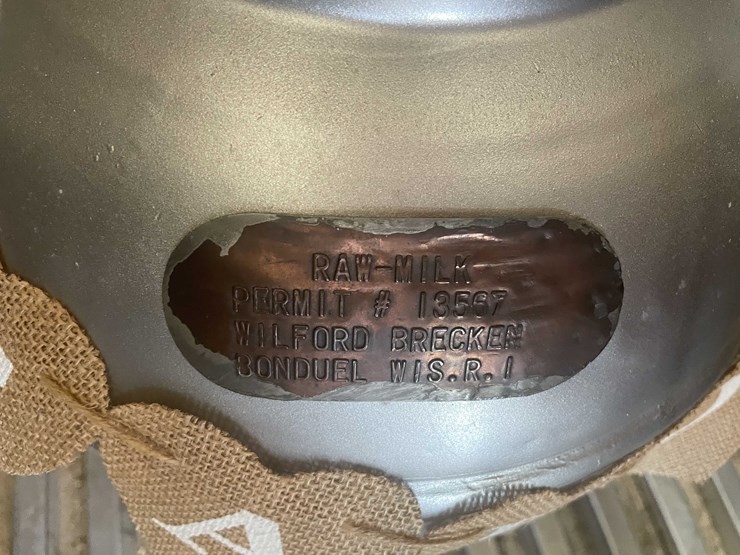 RAW-MILK
PERMIT # 13567
WILFORD BRECKEN
BONDUEL WIS. R. 1